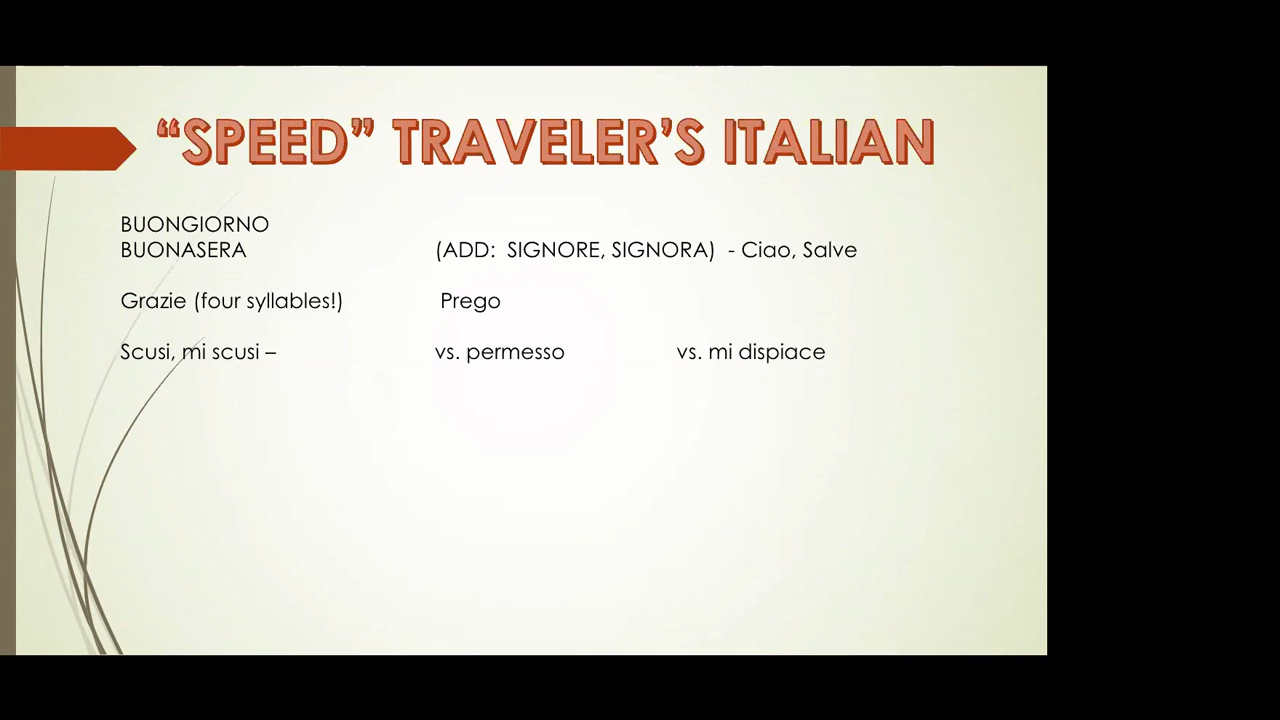 “SPEED” TRAVELER’S ITALIAN
BUONGIORNO
BUONASERA (ADD: SIGNORE, SIGNORA) - Ciao, Salve
Grazie (four syllables!) Prego
Scusi, mi scusi – vs. permesso vs. mi dispiace